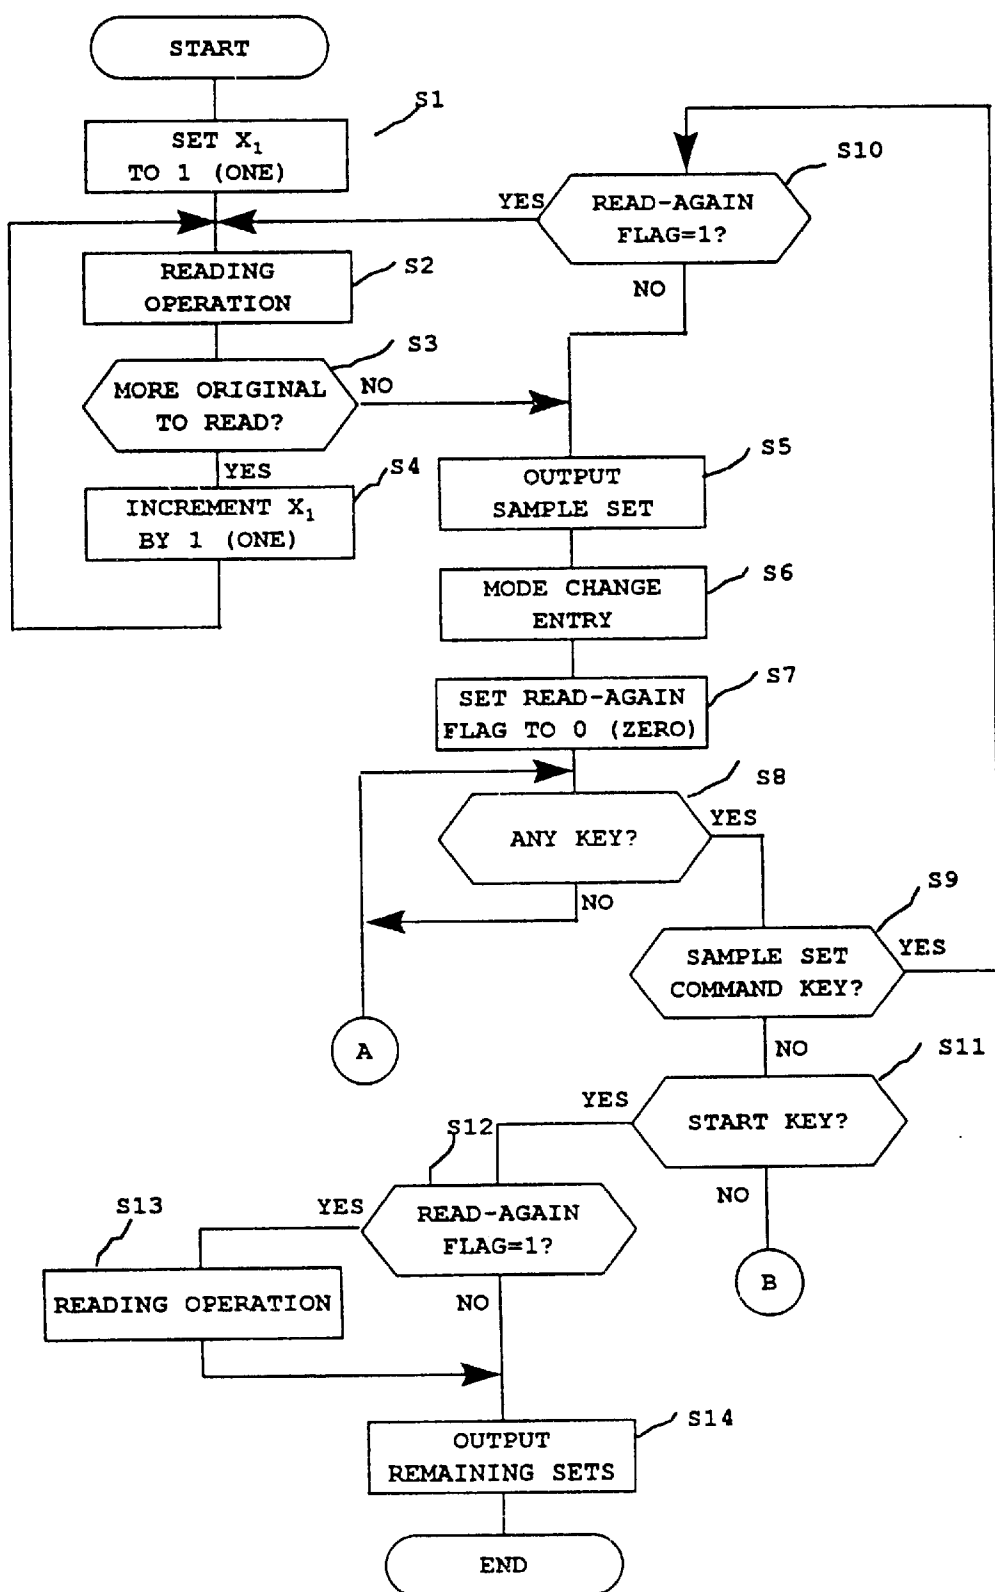 START
S1
SET X1
TO 1 (ONE)
S10
YES
READ-AGAIN
FLAG=1?
NO
READING
OPERATION
S2
S3
MORE ORIGINAL
TO READ?
NO
YES
S4
INCREMENT X1
BY 1 (ONE)
S5
OUTPUT
SAMPLE SET
S6
MODE CHANGE
ENTRY
S7
SET READ-AGAIN
FLAG TO 0 (ZERO)
S8
ANY KEY?
YES
NO
S9
SAMPLE SET
COMMAND KEY?
YES
NO
A
S11
START KEY?
YES
NO
B
S12
READ-AGAIN
FLAG=1?
YES
NO
S13
READING OPERATION
S14
OUTPUT
REMAINING SETS
END